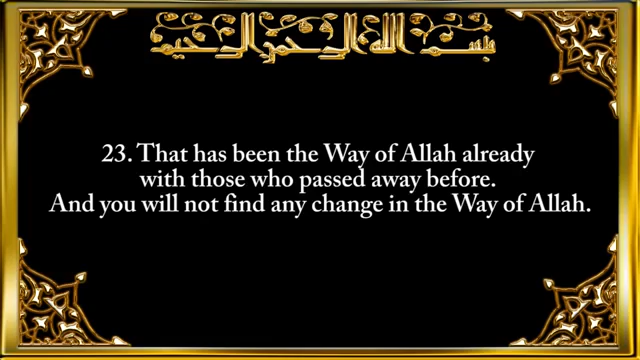 بسم الله الرحمن الرحيم
23. That has been the Way of Allah already
with those who passed away before.
And you will not find any change in the Way of Allah.